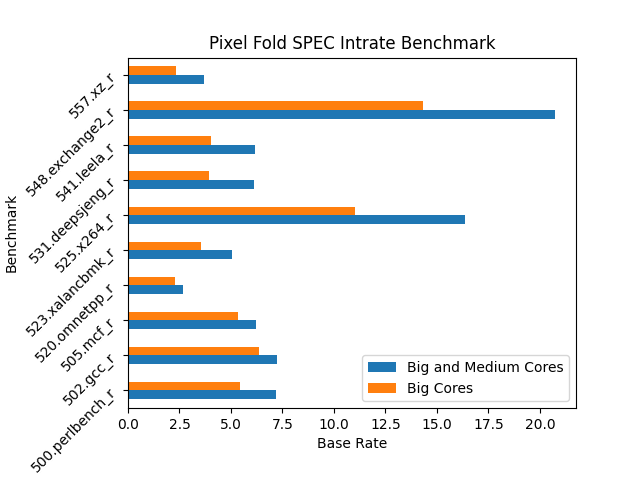 Pixel Fold SPEC Intrate Benchmark
557.xz_r
548.exchange2_r
541.leela_r
531.deepsjeng_r
525.x264_r
523.xalancbmk_r
520.omnetpp_r
505.mcf_r
502.gcc_r
500.perlbench_r
Benchmark
Big and Medium Cores
Big Cores
0.0 2.5 5.0 7.5 10.0 12.5 15.0 17.5 20.0
Base Rate